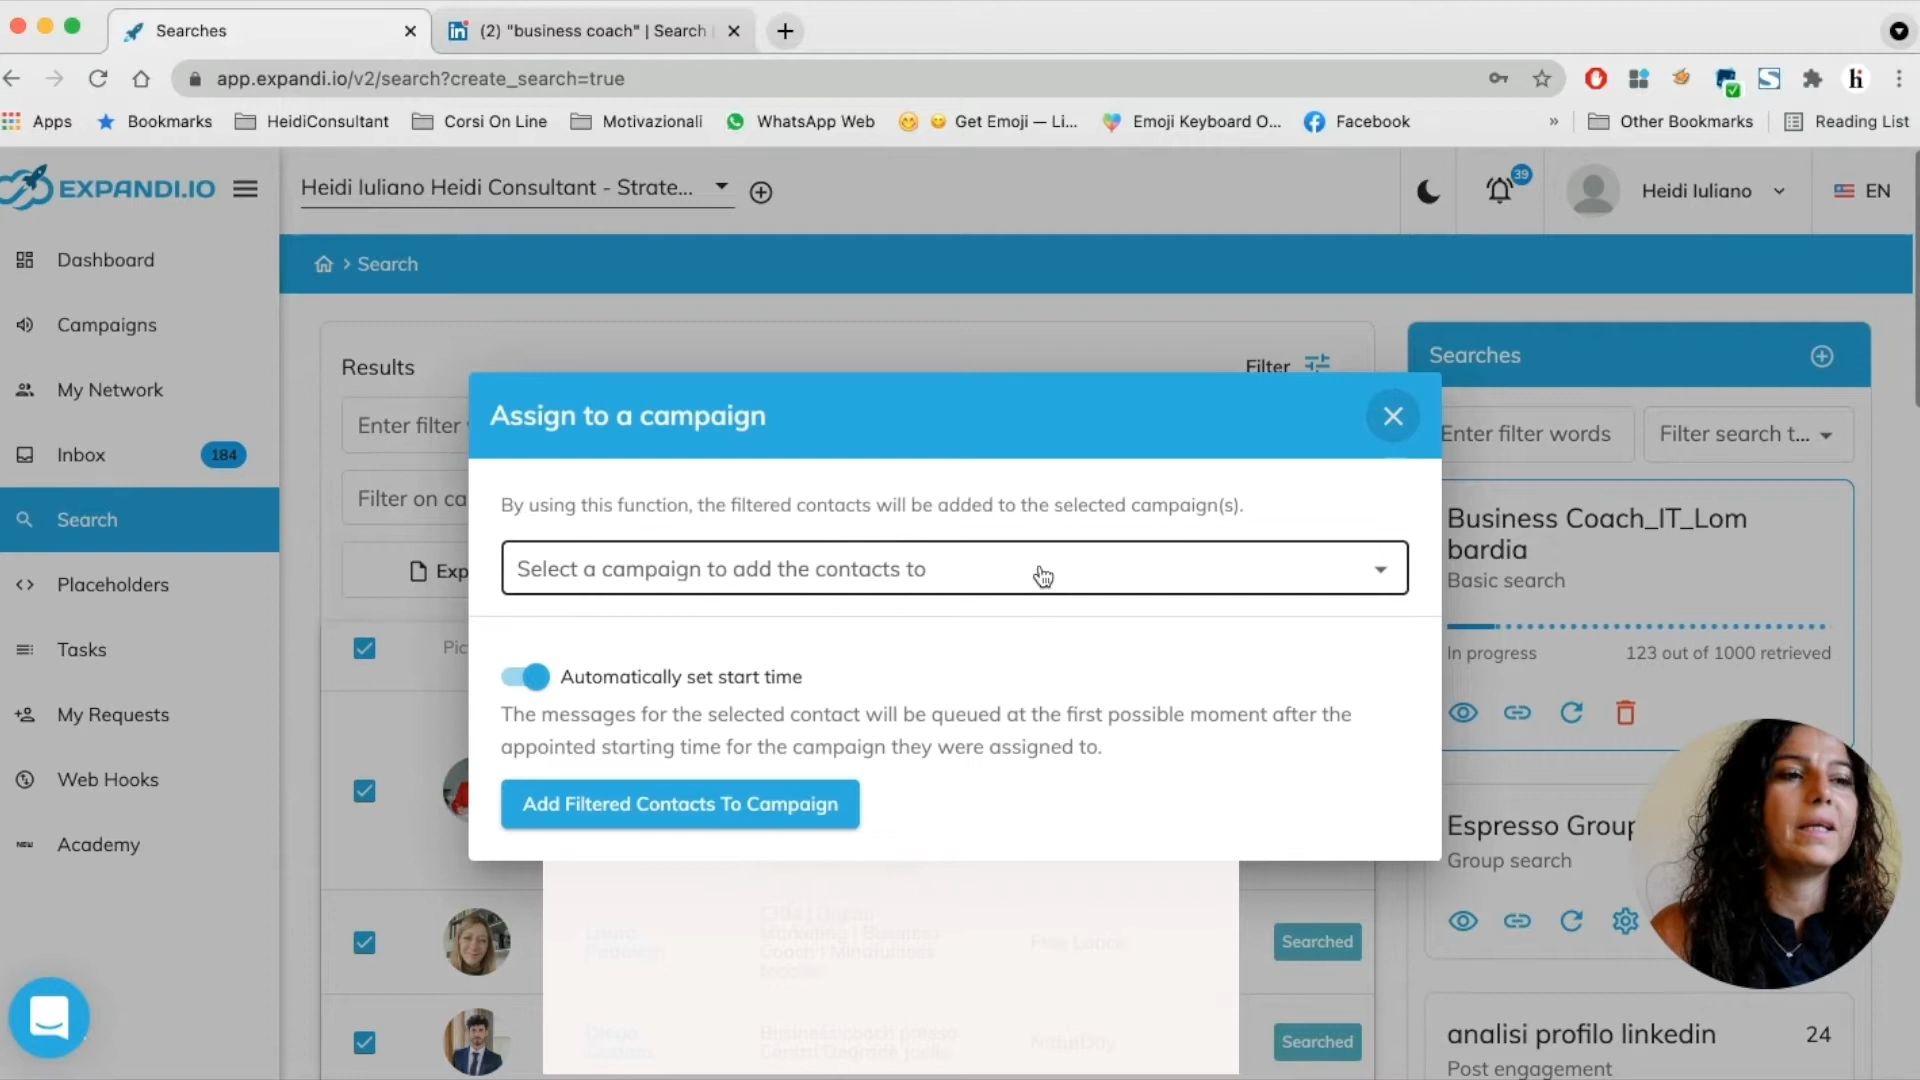 Searches
(2) "business coach" | Search
app.expandi.io/v2/search?create_search=true
Apps
Bookmarks
HeidiConsultant
Corsi On Line
Motivazionali
WhatsApp Web
Get Emoji — Li...
Emoji Keyboard O...
Facebook
»
Other Bookmarks
Reading List
EXPANDI.IO
Heidi Iuliano Heidi Consultant - Strate...
39
Heidi Iuliano
EN
Dashboard
Campaigns
My Network
Inbox
184
Search
Placeholders
Tasks
My Requests
Web Hooks
NEW
Academy
> Search
Results
Filter
Enter filter
Filter on ca
Exp
Pic
Assign to a campaign
By using this function, the filtered contacts will be added to the selected campaign(s).
Select a campaign to add the contacts to
Automatically set start time
The messages for the selected contact will be queued at the first possible moment after the
appointed starting time for the campaign they were assigned to.
Add Filtered Contacts To Campaign
Searched
Searched
Searches
Enter filter words
Filter search t...
Business Coach_IT_Lom
bardia
Basic search
In progress
123 out of 1000 retrieved
Espresso Group
Group search
analisi profilo linkedin
24
Post engagement